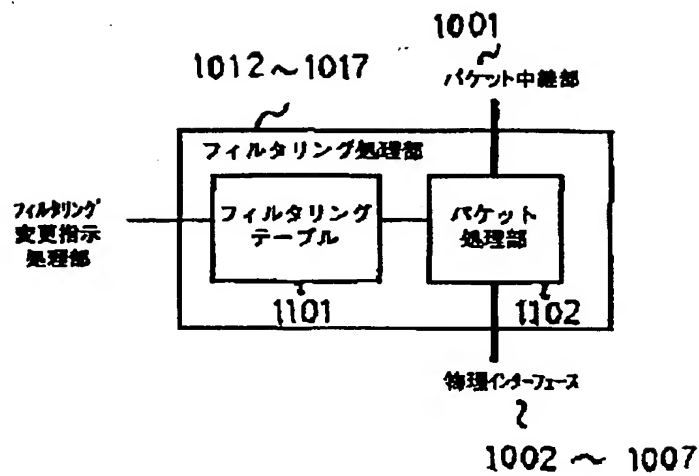 1001
パケット中継部
1012～1017
フィルタリング処理部
フィルタリング
変更指示
処理部
フィルタリング
テーブル
パケット
処理部
1101
1102
物理インターフェース
1002 ～ 1007